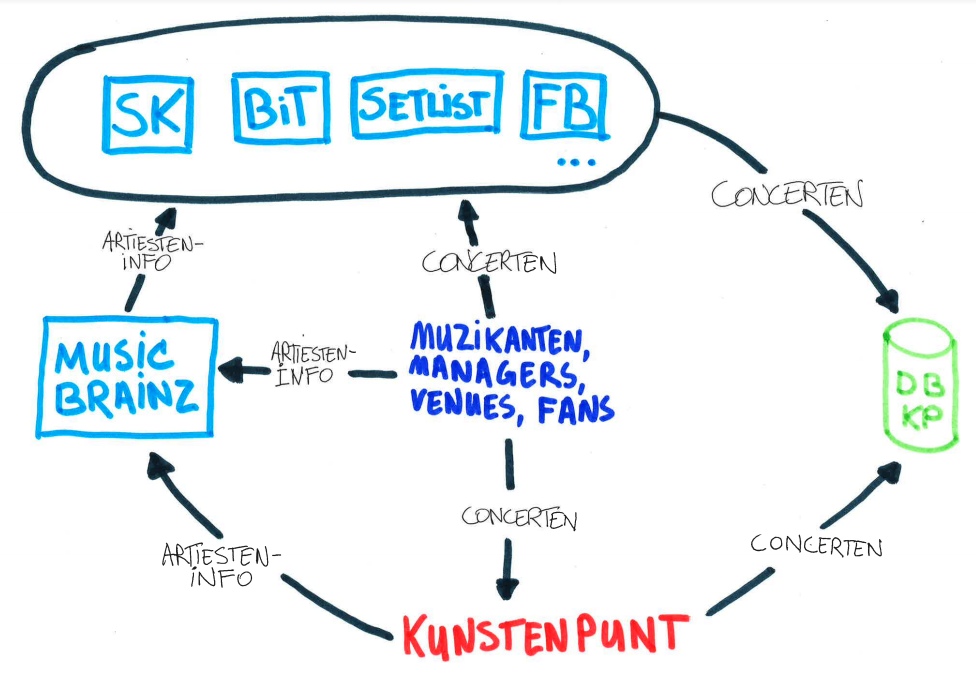 SK
BiT
SETLiST
FB
...
CONCERTEN
ARTIESTEN-
iNFO
CONCERTEN
MUSiC
BRAiNZ
ARTIESTEN-
INFO
MUZiKANTEN,
MANAGERS,
VENUES, FANS
DB
KP
CONCERTEN
ARTIESTEN-
iNFO
CONCERTEN
KUNSTENPUNT